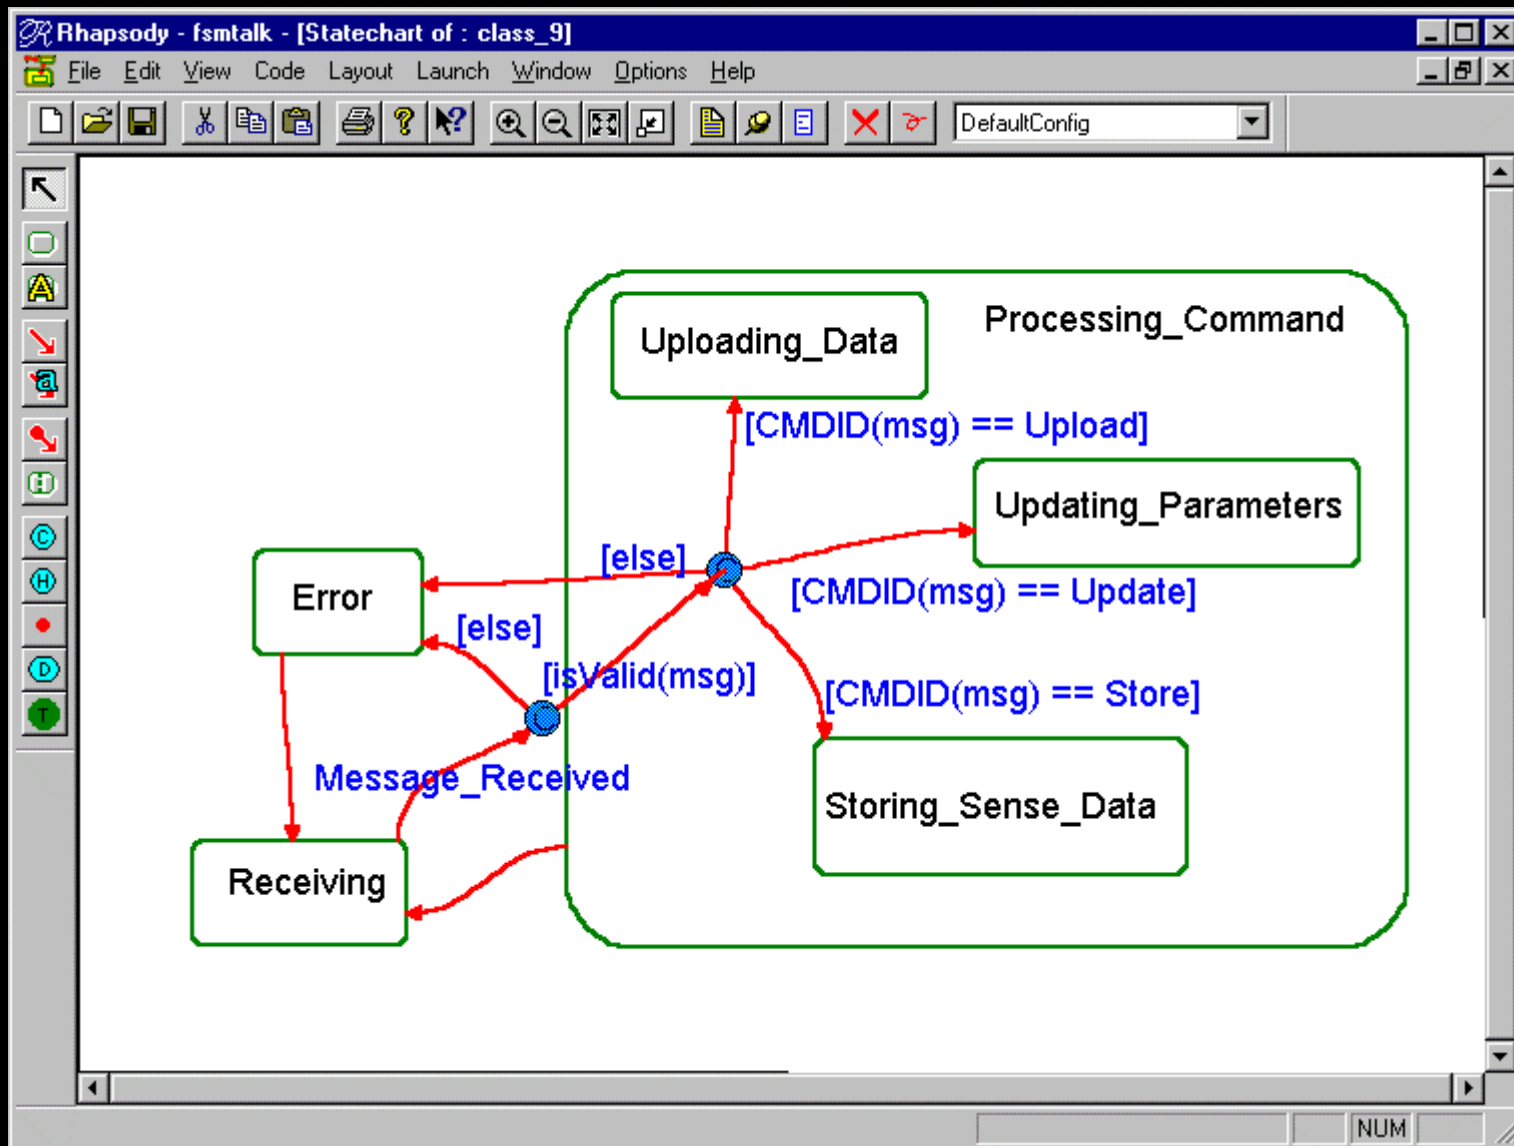 Rhapsody - fsmtalk - [Statechart of : class_9]
File Edit View Code Layout Launch Window Options Help
DefaultConfig
Processing_Command
Uploading_Data
[CMDID(msg) == Upload]
Updating_Parameters
[else]
[CMDID(msg) == Update]
Error
[else]
[isValid(msg)]
[CMDID(msg) == Store]
Message_Received
Storing_Sense_Data
Receiving
NUM